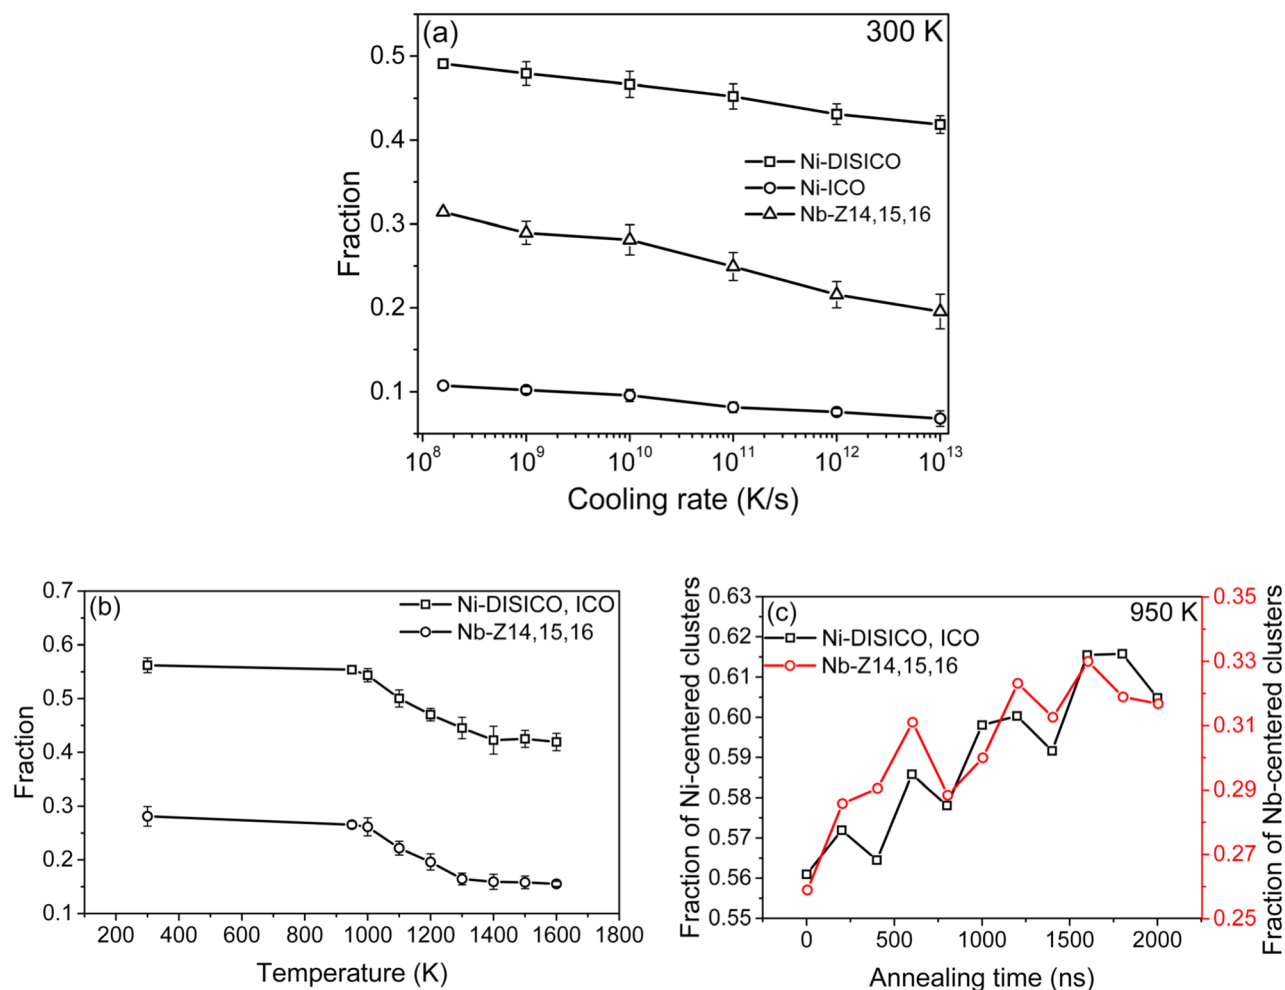 (a)
300 K
0.5
0.4
0.3
0.2
0.1
Fraction
Ni-DISICO
Ni-ICO
Nb-Z14,15,16
10^8 10^9 10^10 10^11 10^12 10^13
Cooling rate (K/s)
(b)
0.7
0.6
0.5
0.4
0.3
0.2
0.1
Fraction
Ni-DISICO, ICO
Nb-Z14,15,16
200 400 600 800 1000 1200 1400 1600 1800
Temperature (K)
(c)
950 K
Fraction of Ni-centered clusters
0.63
0.62
0.61
0.60
0.59
0.58
0.57
0.56
0.55
Ni-DISICO, ICO
Nb-Z14,15,16
0.35
0.33
0.31
0.29
0.27
0.25
Fraction of Nb-centered clusters
0 500 1000 1500 2000
Annealing time (ns)